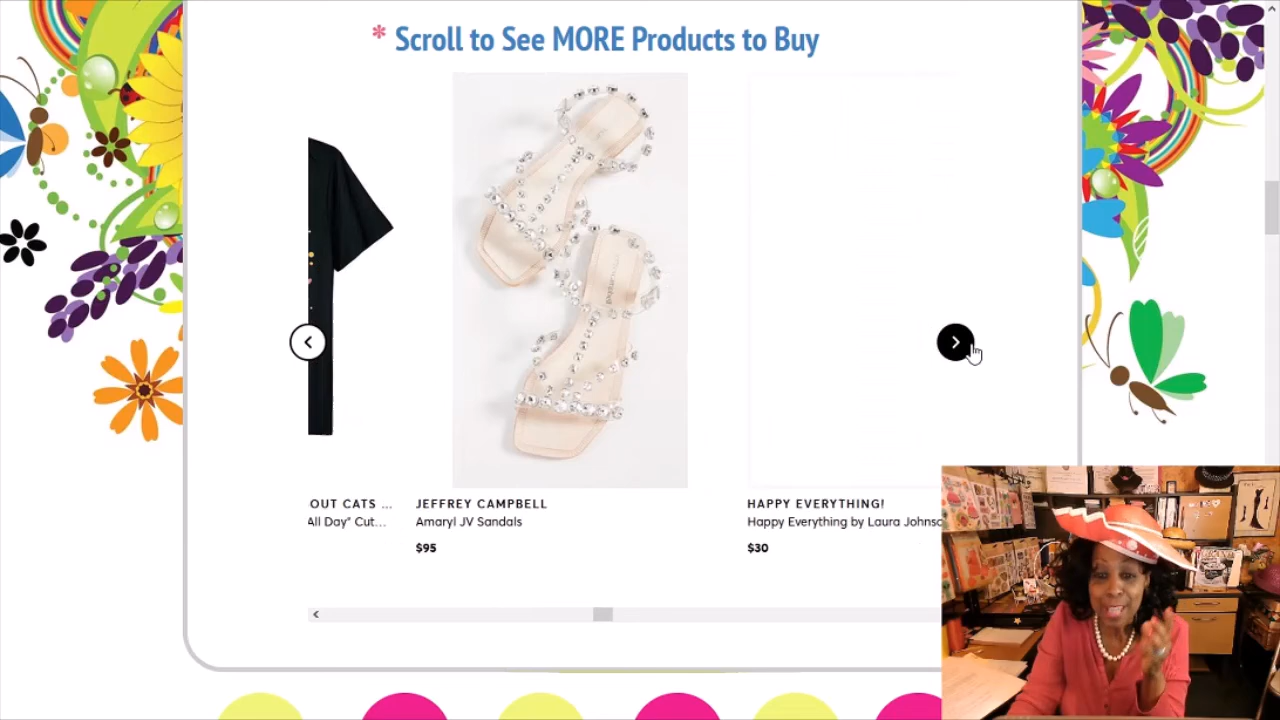 * Scroll to See MORE Products to Buy
OUT CATS ...
All Day" Cut...
JEFFREY CAMPBELL
Amaryl JV Sandals
$95
HAPPY EVERYTHING!
Happy Everything by Laura Johnso
$30